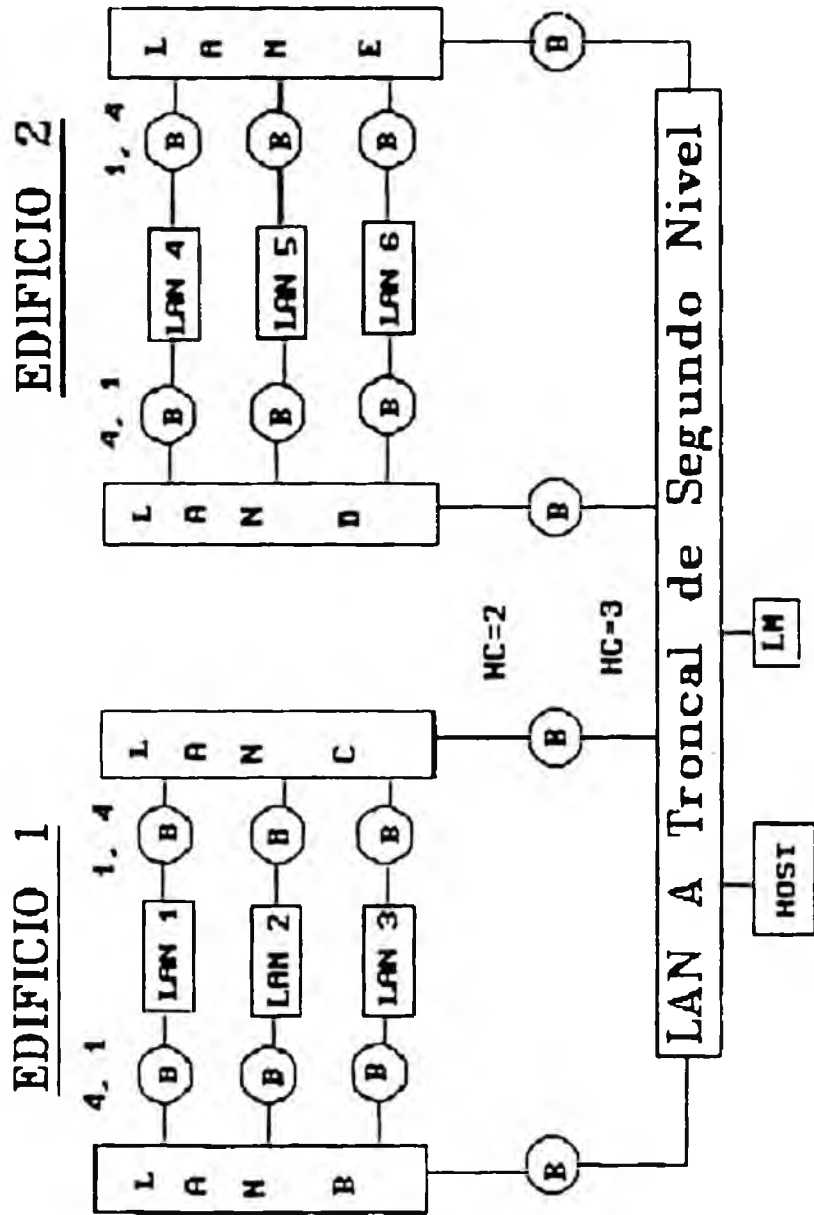 EDIFICIO 1
EDIFICIO 2
4, 1
1, 4
4, 1
1, 4
LAN B
B
LAN 1
B
LAN C
LAN D
B
LAN 4
B
LAN E
B
LAN 2
B
B
LAN 5
B
B
LAN 3
B
B
LAN 6
B
HC=2
B
B
B
B
HC=3
LAN A Troncal de Segundo Nivel
HOST
LM